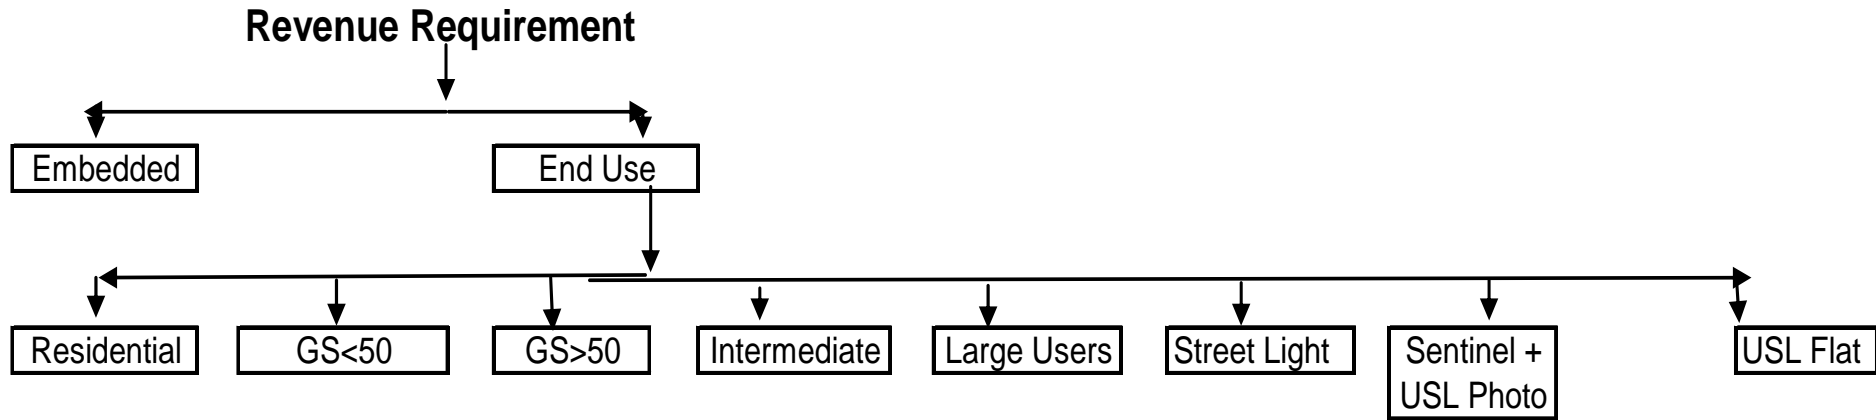 Revenue Requirement
Embedded
End Use
Residential
GS<50
GS>50
Intermediate
Large Users
Street Light
Sentinel +
USL Photo
USL Flat